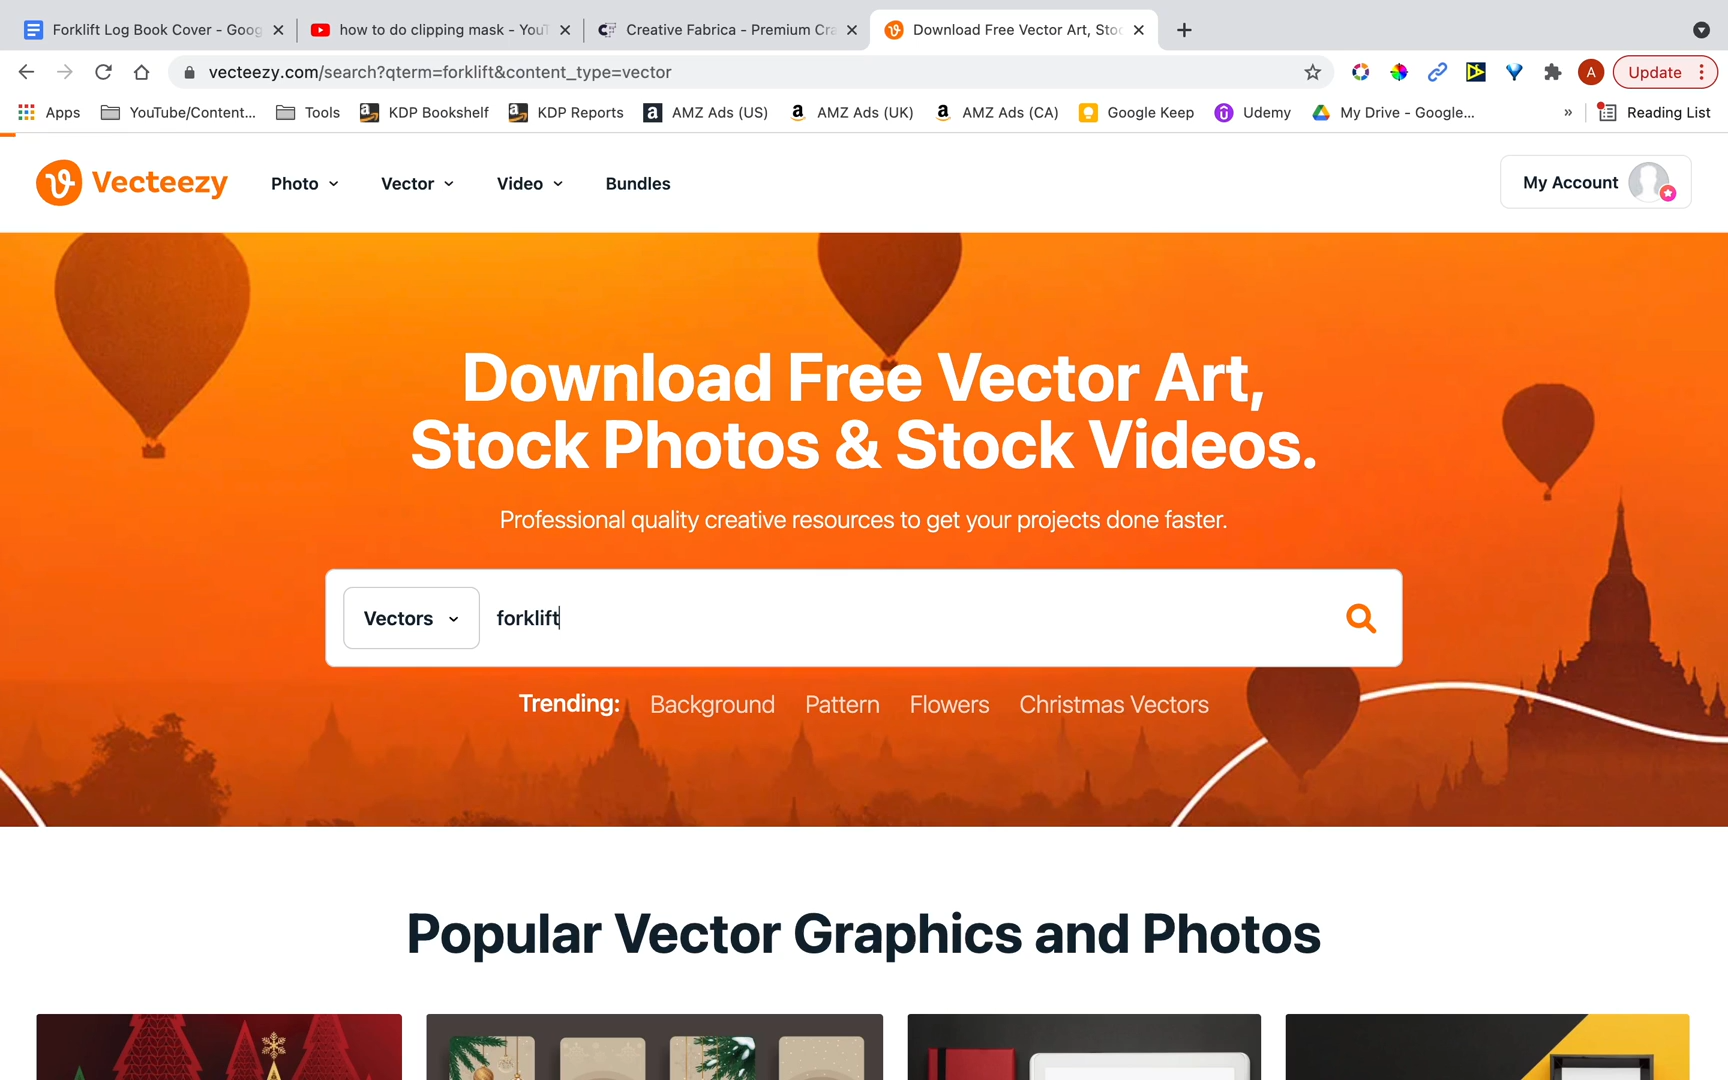 Forklift Log Book Cover - Goog
how to do clipping mask - YouT
Creative Fabrica - Premium Cra
Download Free Vector Art, Stoc
vecteezy.com/search?qterm=forklift&content_type=vector
A
Update
Apps
YouTube/Content...
Tools
KDP Bookshelf
KDP Reports
AMZ Ads (US)
AMZ Ads (UK)
AMZ Ads (CA)
Google Keep
Udemy
My Drive - Google...
»
Reading List
Vecteezy
Photo
Vector
Video
Bundles
My Account
Download Free Vector Art,
Stock Photos & Stock Videos.
Professional quality creative resources to get your projects done faster.
Vectors
forklift
Trending: Background Pattern Flowers Christmas Vectors
Popular Vector Graphics and Photos